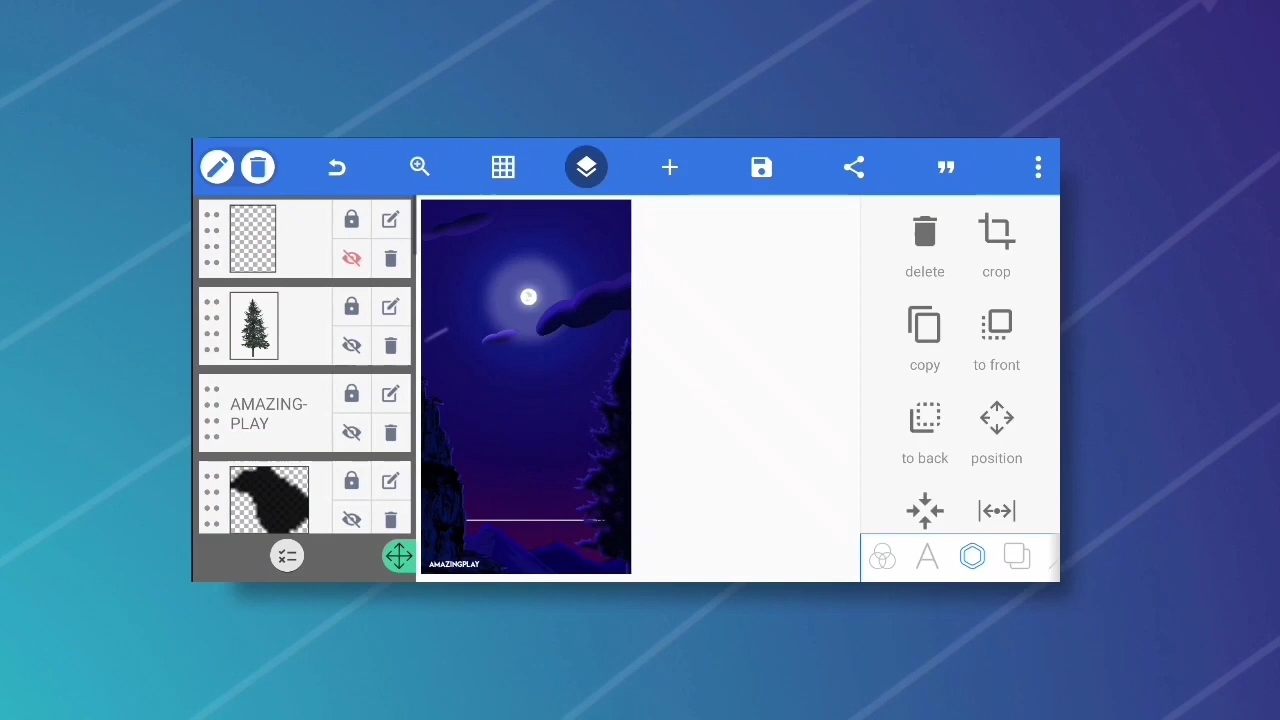 AMAZING-
PLAY
AMAZINGPLAY
delete
crop
copy
to front
to back
position